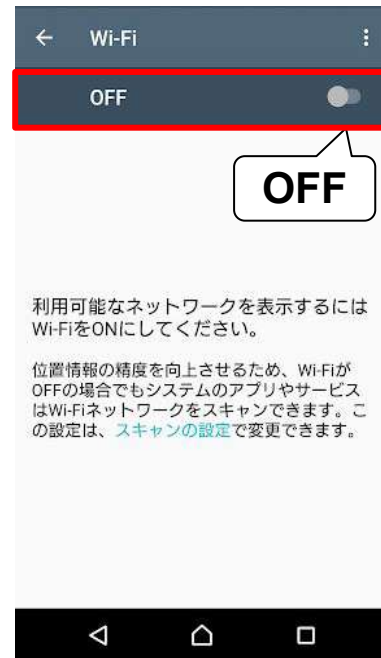 Wi-Fi
OFF
OFF
利用可能なネットワークを表示するには
Wi-FiをONにしてください。
位置情報の精度を向上させるため、Wi-Fiが
OFFの場合でもシステムのアプリやサービス
はWi-Fiネットワークをスキャンできます。こ
の設定は、スキャンの設定で変更できます。